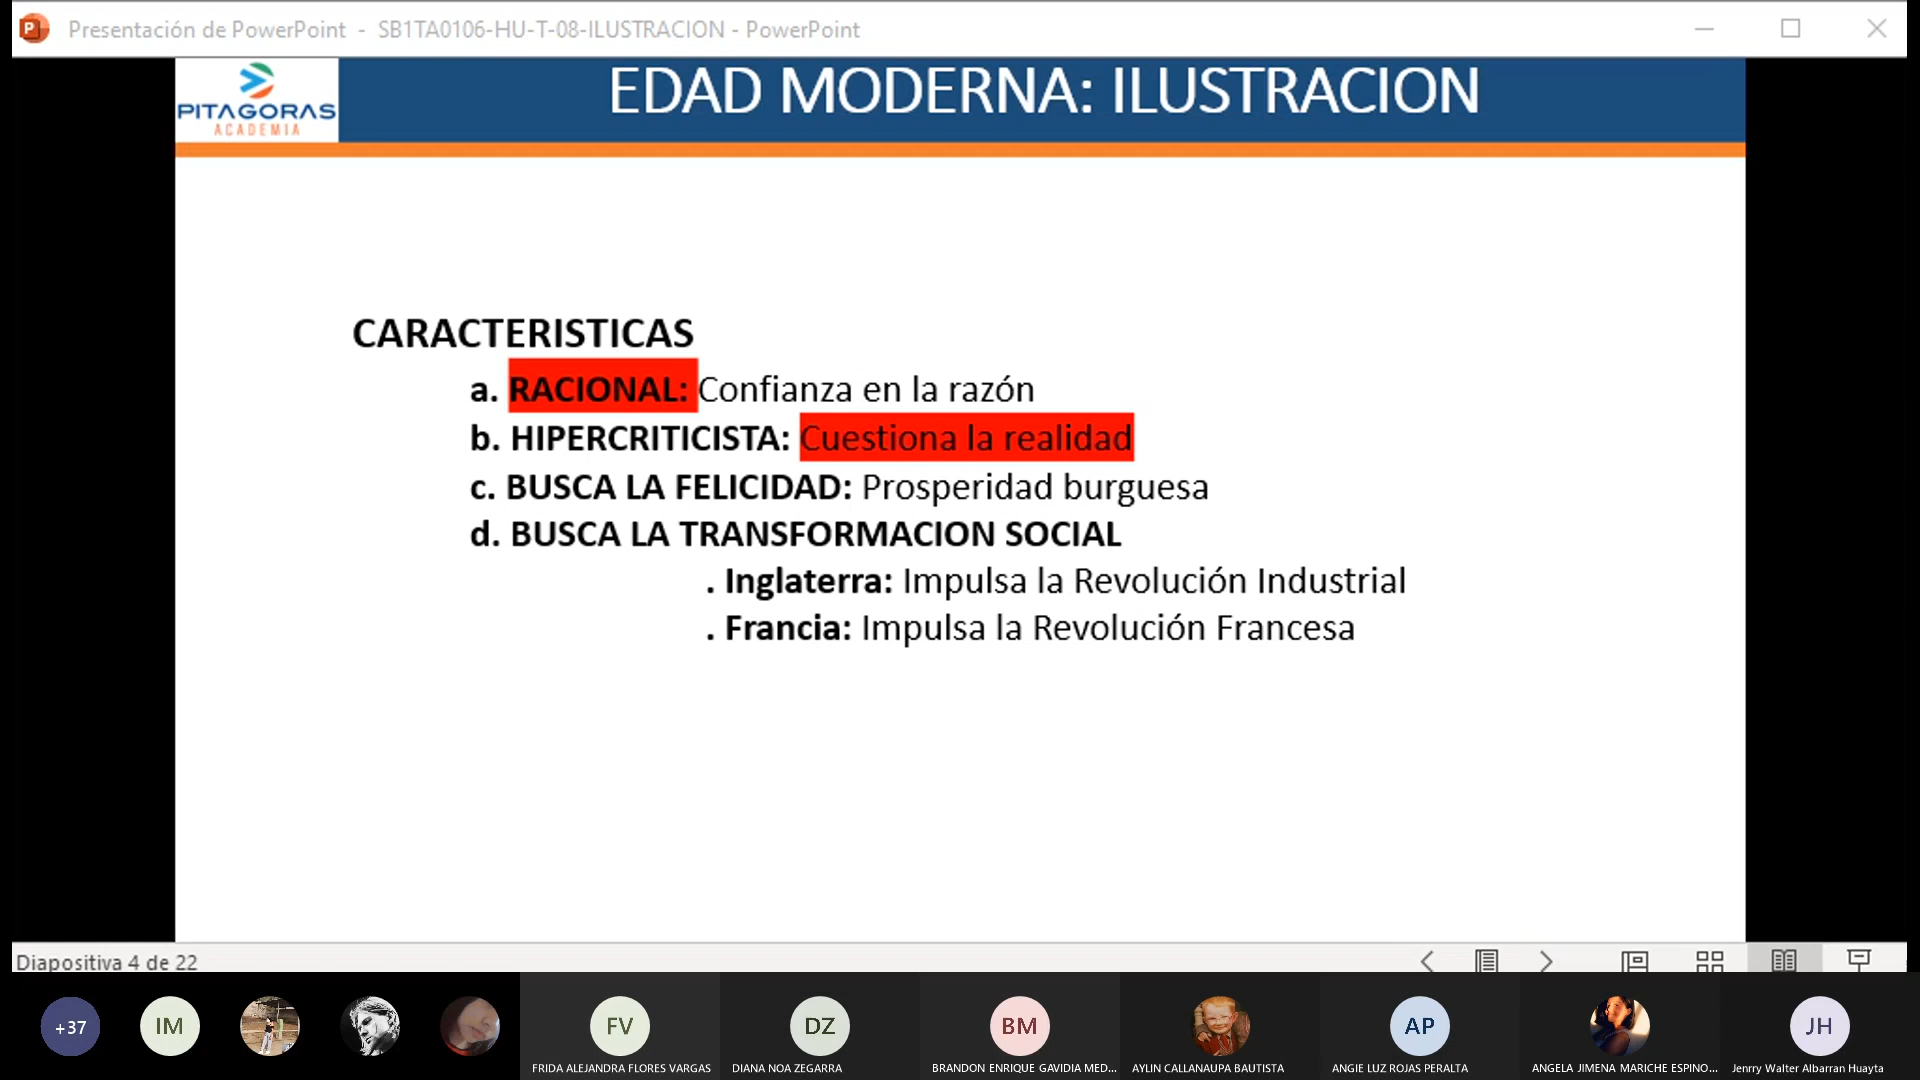 Presentación de PowerPoint - SB1TA0106-HU-T-08-ILUSTRACION - PowerPoint
PITAGORAS
ACADEMIA
EDAD MODERNA: ILUSTRACION
CARACTERISTICAS
a. RACIONAL: Confianza en la razón
b. HIPERCRITICISTA: Cuestiona la realidad
c. BUSCA LA FELICIDAD: Prosperidad burguesa
d. BUSCA LA TRANSFORMACION SOCIAL
. Inglaterra: Impulsa la Revolución Industrial
. Francia: Impulsa la Revolución Francesa
Diapositiva 4 de 22
+37
IM
FV
DZ
BM
AP
JH
FRIDA ALEJANDRA FLORES VARGAS
DIANA NOA ZEGARRA
BRANDON ENRIQUE GAVIDIA MED...
AYLIN CALLANAUPA BAUTISTA
ANGIE LUZ ROJAS PERALTA
ANGELA JIMENA MARICHE ESPINO...
Jenrry Walter Albarran Huayta